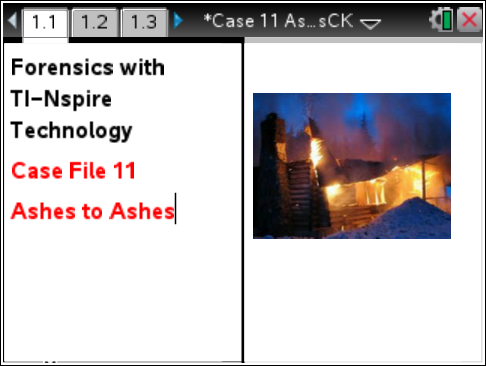 1.1 1.2 1.3 *Case 11 As...sCK
Forensics with
TI-Nspire
Technology
Case File 11
Ashes to Ashes